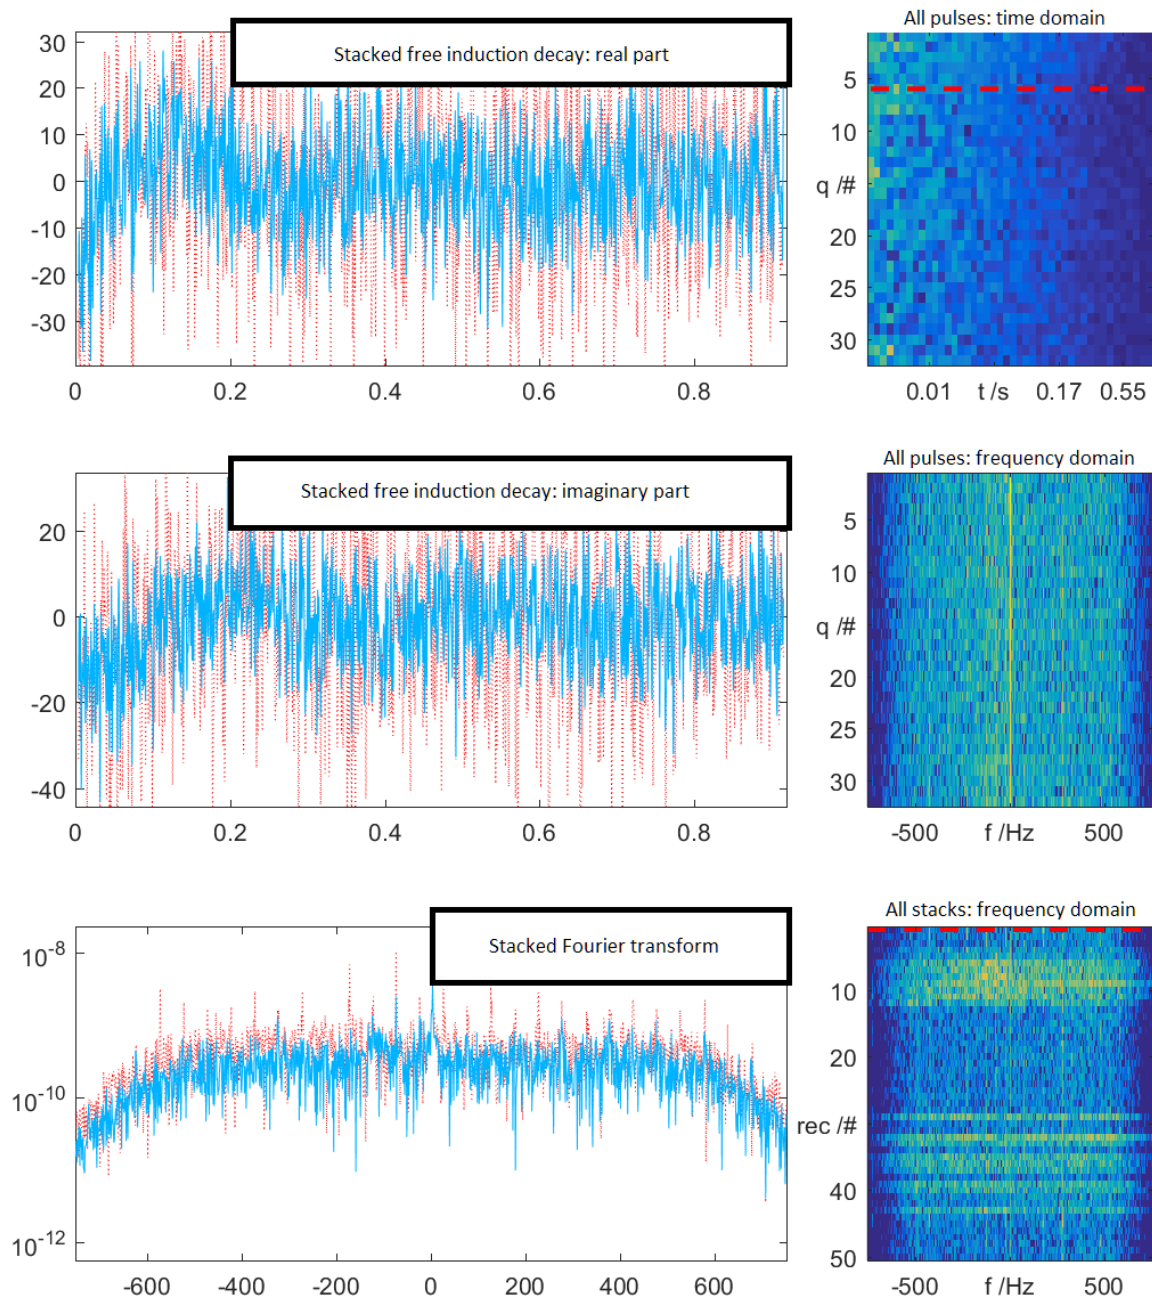 Stacked free induction decay: real part
30
20
10
0
-10
-20
-30
0 0.2 0.4 0.6 0.8
All pulses: time domain
5
10
q /#
20
25
30
0.01 t /s 0.17 0.55
Stacked free induction decay: imaginary part
20
0
-20
-40
0 0.2 0.4 0.6 0.8
All pulses: frequency domain
5
10
q /#
20
25
30
-500 f /Hz 500
Stacked Fourier transform
10-8
10-10
10-12
-600 -400 -200 0 200 400 600
All stacks: frequency domain
10
20
rec /#
40
50
-500 f /Hz 500